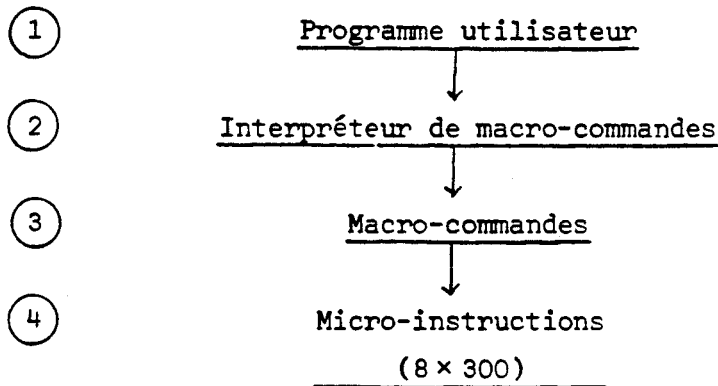 1 Programme utilisateur
2 Interpréteur de macro-commandes
3 Macro-commandes
4 Micro-instructions
(8 × 300)